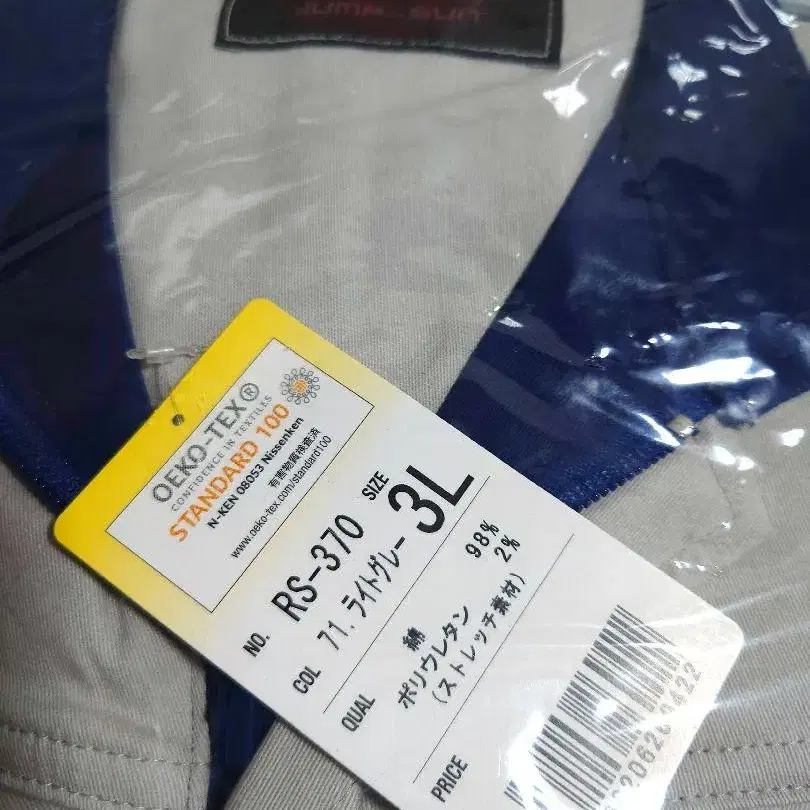 JUMP SUIT
OEKO-TEX®
CONFIDENCE IN TEXTILES
STANDARD 100
N-KEN 08053 Nissenken
有害物質検査済
www.oeko-tex.com/standard100
NO. RS-370 SIZE
COL 71.ライトグレー 3L
QUAL 綿 98%
ポリウレタン 2%
(ストレッチ素材)
PRICE